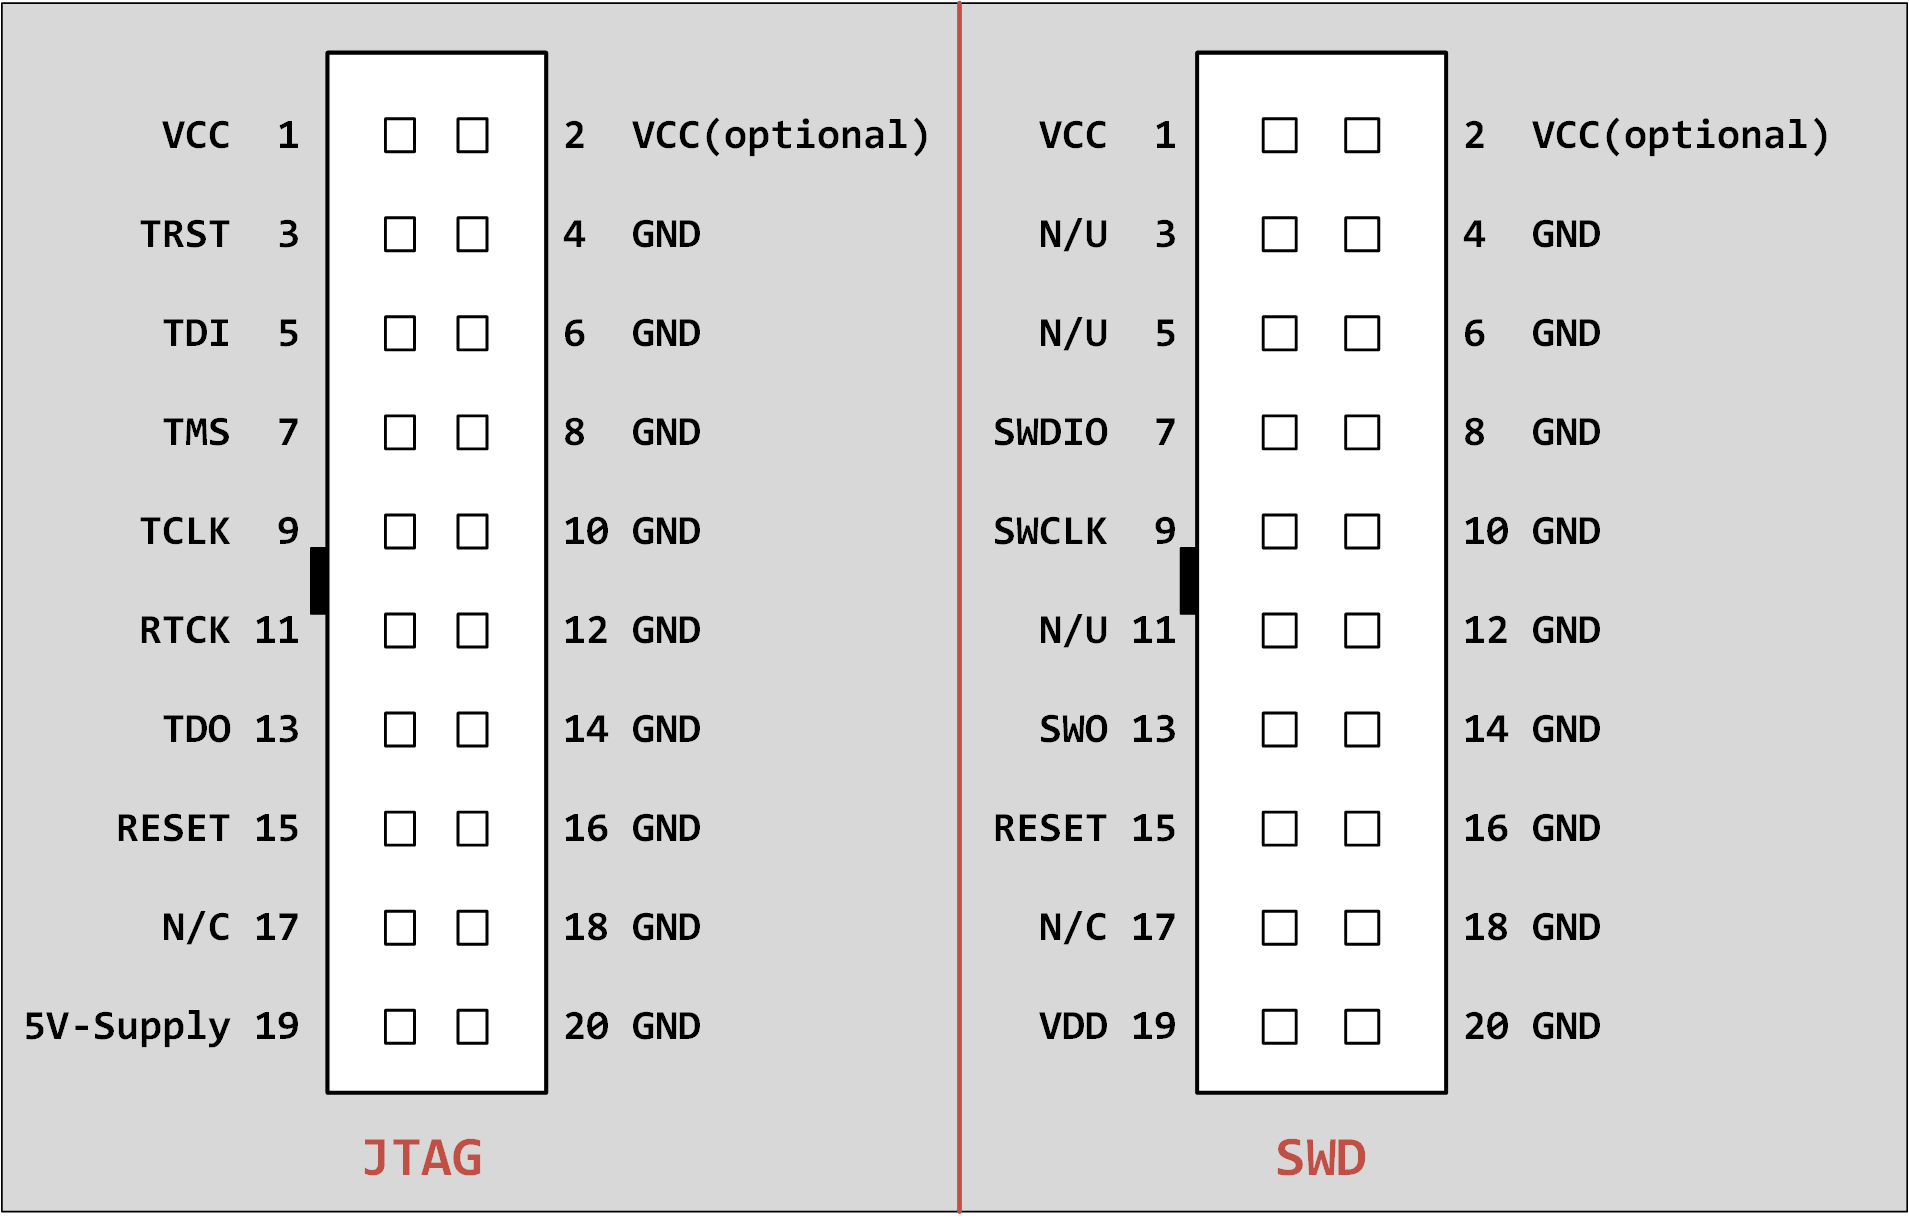 VCC 1 2 VCC(optional)
TRST 3 4 GND
TDI 5 6 GND
TMS 7 8 GND
TCLK 9 10 GND
RTCK 11 12 GND
TDO 13 14 GND
RESET 15 16 GND
N/C 17 18 GND
5V-Supply 19 20 GND
JTAG
VCC 1 2 VCC(optional)
N/U 3 4 GND
N/U 5 6 GND
SWDIO 7 8 GND
SWCLK 9 10 GND
N/U 11 12 GND
SWO 13 14 GND
RESET 15 16 GND
N/C 17 18 GND
VDD 19 20 GND
SWD